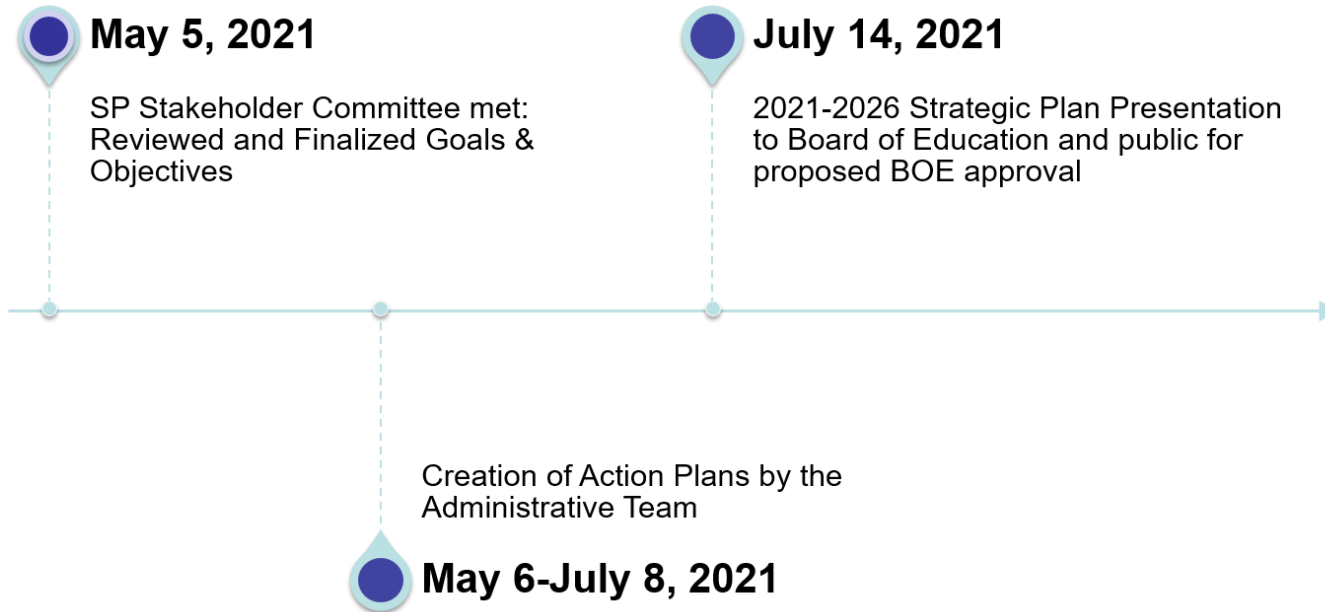 May 5, 2021
SP Stakeholder Committee met:
Reviewed and Finalized Goals &
Objectives
July 14, 2021
2021-2026 Strategic Plan Presentation
to Board of Education and public for
proposed BOE approval
Creation of Action Plans by the
Administrative Team
May 6-July 8, 2021